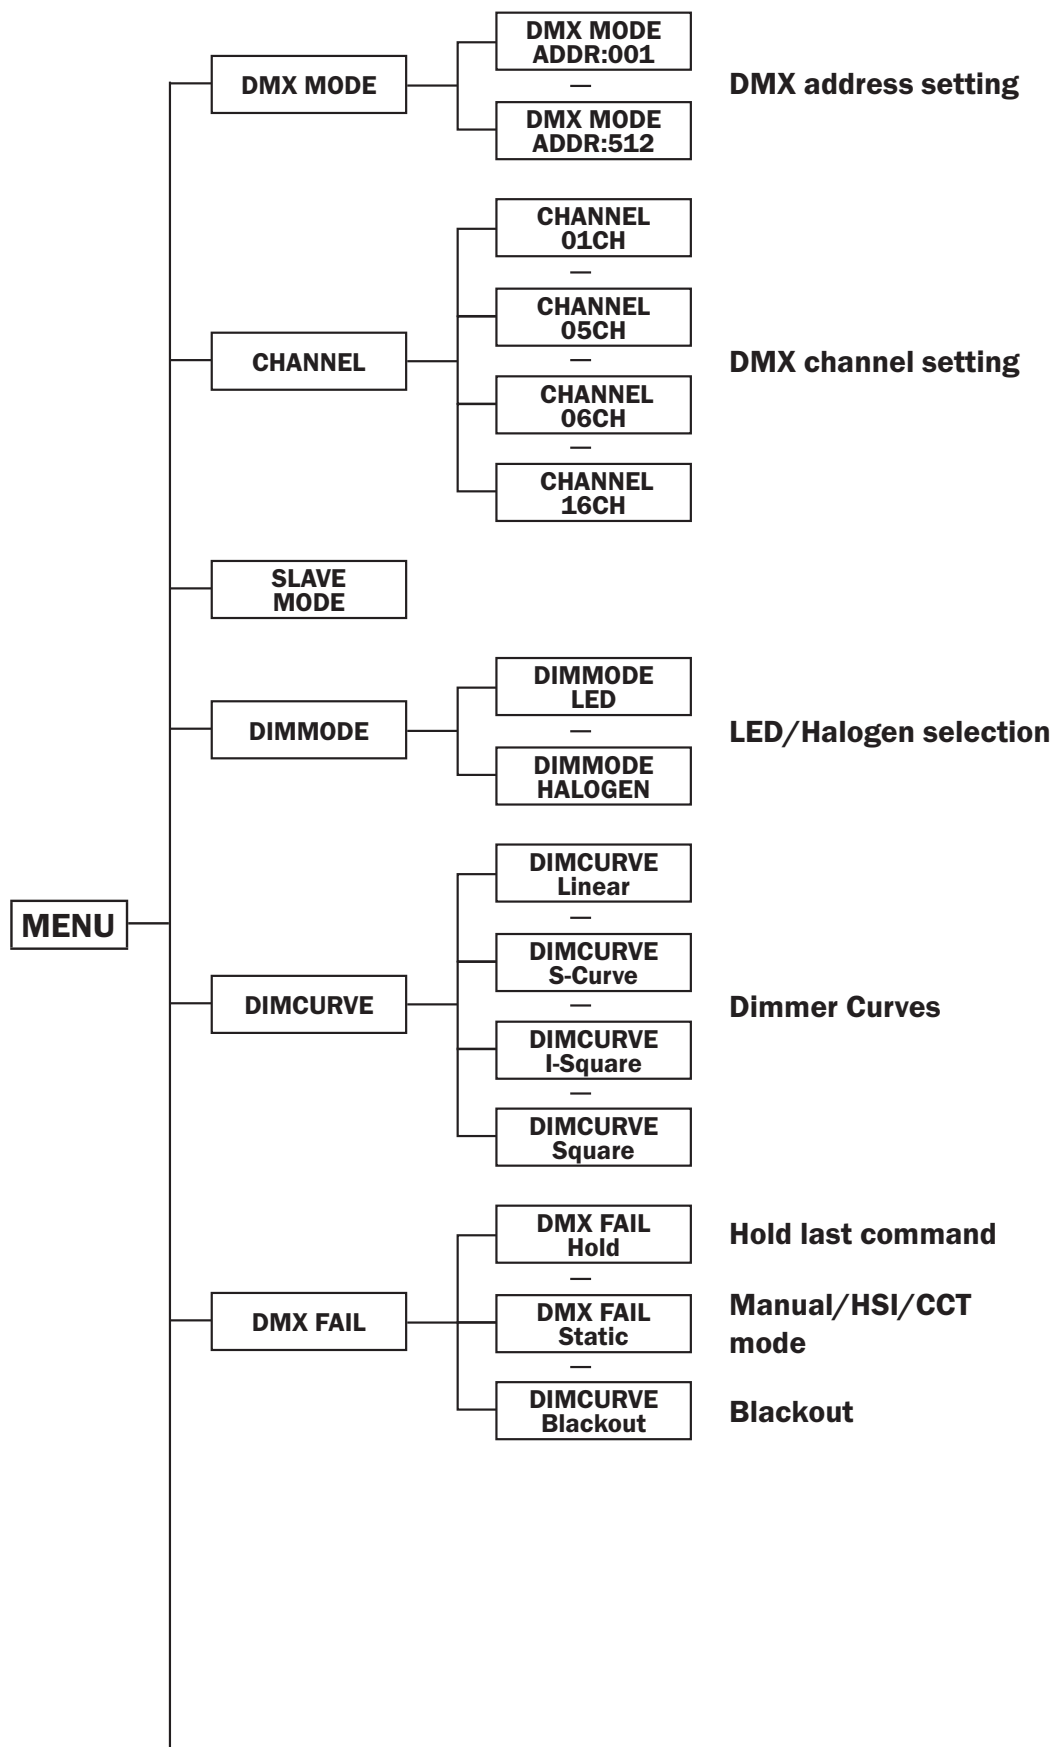 DMX MODE
ADDR:001
—
DMX MODE
DMX MODE
ADDR:512
DMX address setting
CHANNEL
01CH
—
CHANNEL
05CH
—
CHANNEL
CHANNEL
06CH
—
CHANNEL
16CH
DMX channel setting
SLAVE
MODE
DIMMODE
LED
—
DIMMODE
DIMMODE
HALOGEN
LED/Halogen selection
MENU
DIMCURVE
Linear
—
DIMCURVE
S-Curve
—
DIMCURVE
DIMCURVE
I-Square
—
DIMCURVE
Square
Dimmer Curves
DMX FAIL
Hold
Hold last command
—
DMX FAIL
DMX FAIL
Static
Manual/HSI/CCT
mode
—
DIMCURVE
Blackout
Blackout